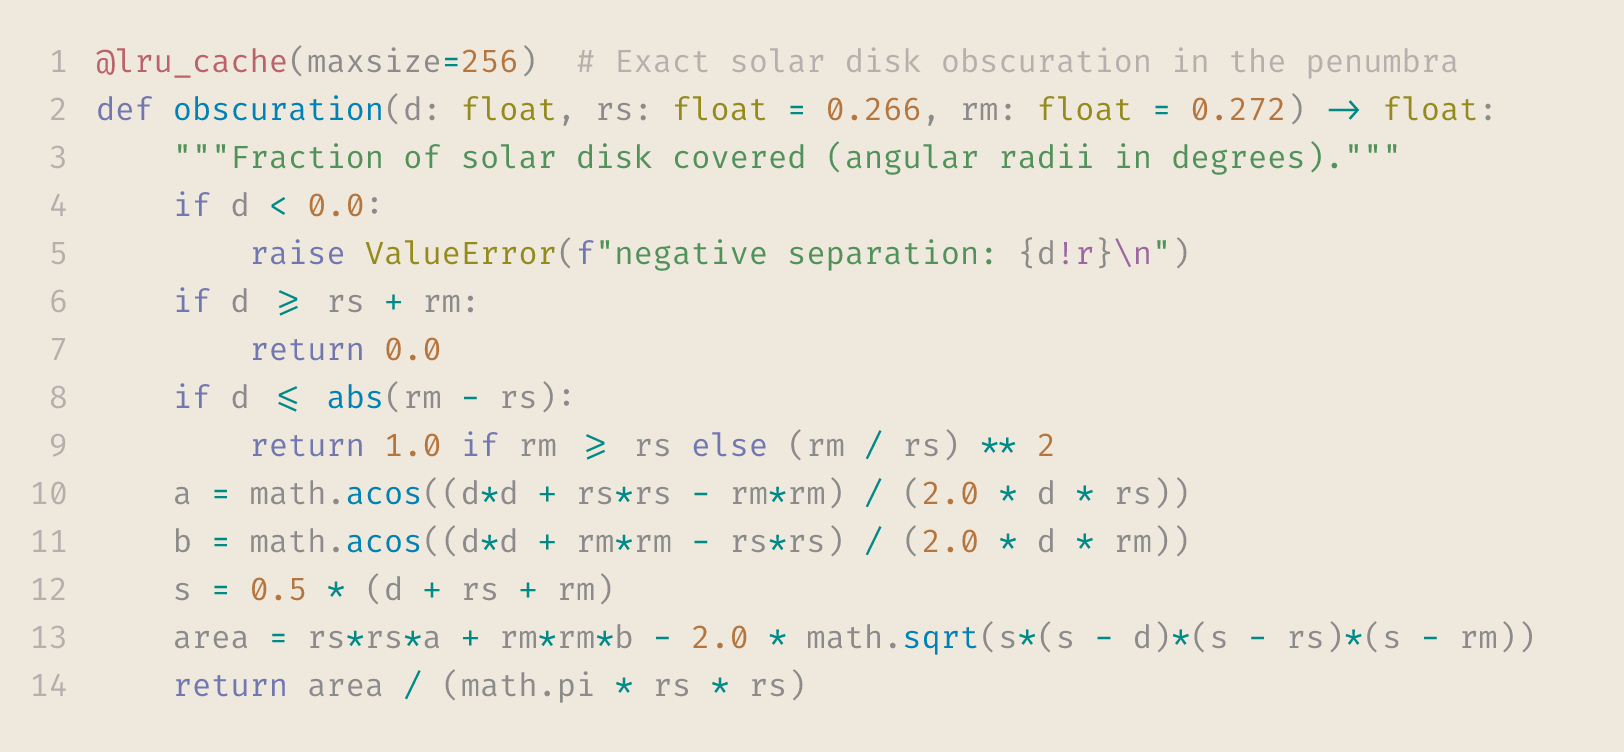 1 @lru_cache(maxsize=256)  # Exact solar disk obscuration in the penumbra
2 def obscuration(d: float, rs: float = 0.266, rm: float = 0.272) -> float:
3     """Fraction of solar disk covered (angular radii in degrees)."""
4     if d < 0.0:
5         raise ValueError(f"negative separation: {d!r}\n")
6     if d >= rs + rm:
7         return 0.0
8     if d <= abs(rm - rs):
9         return 1.0 if rm >= rs else (rm / rs) ** 2
10     a = math.acos((d*d + rs*rs - rm*rm) / (2.0 * d * rs))
11     b = math.acos((d*d + rm*rm - rs*rs) / (2.0 * d * rm))
12     s = 0.5 * (d + rs + rm)
13     area = rs*rs*a + rm*rm*b - 2.0 * math.sqrt(s*(s - d)*(s - rs)*(s - rm))
14     return area / (math.pi * rs * rs)